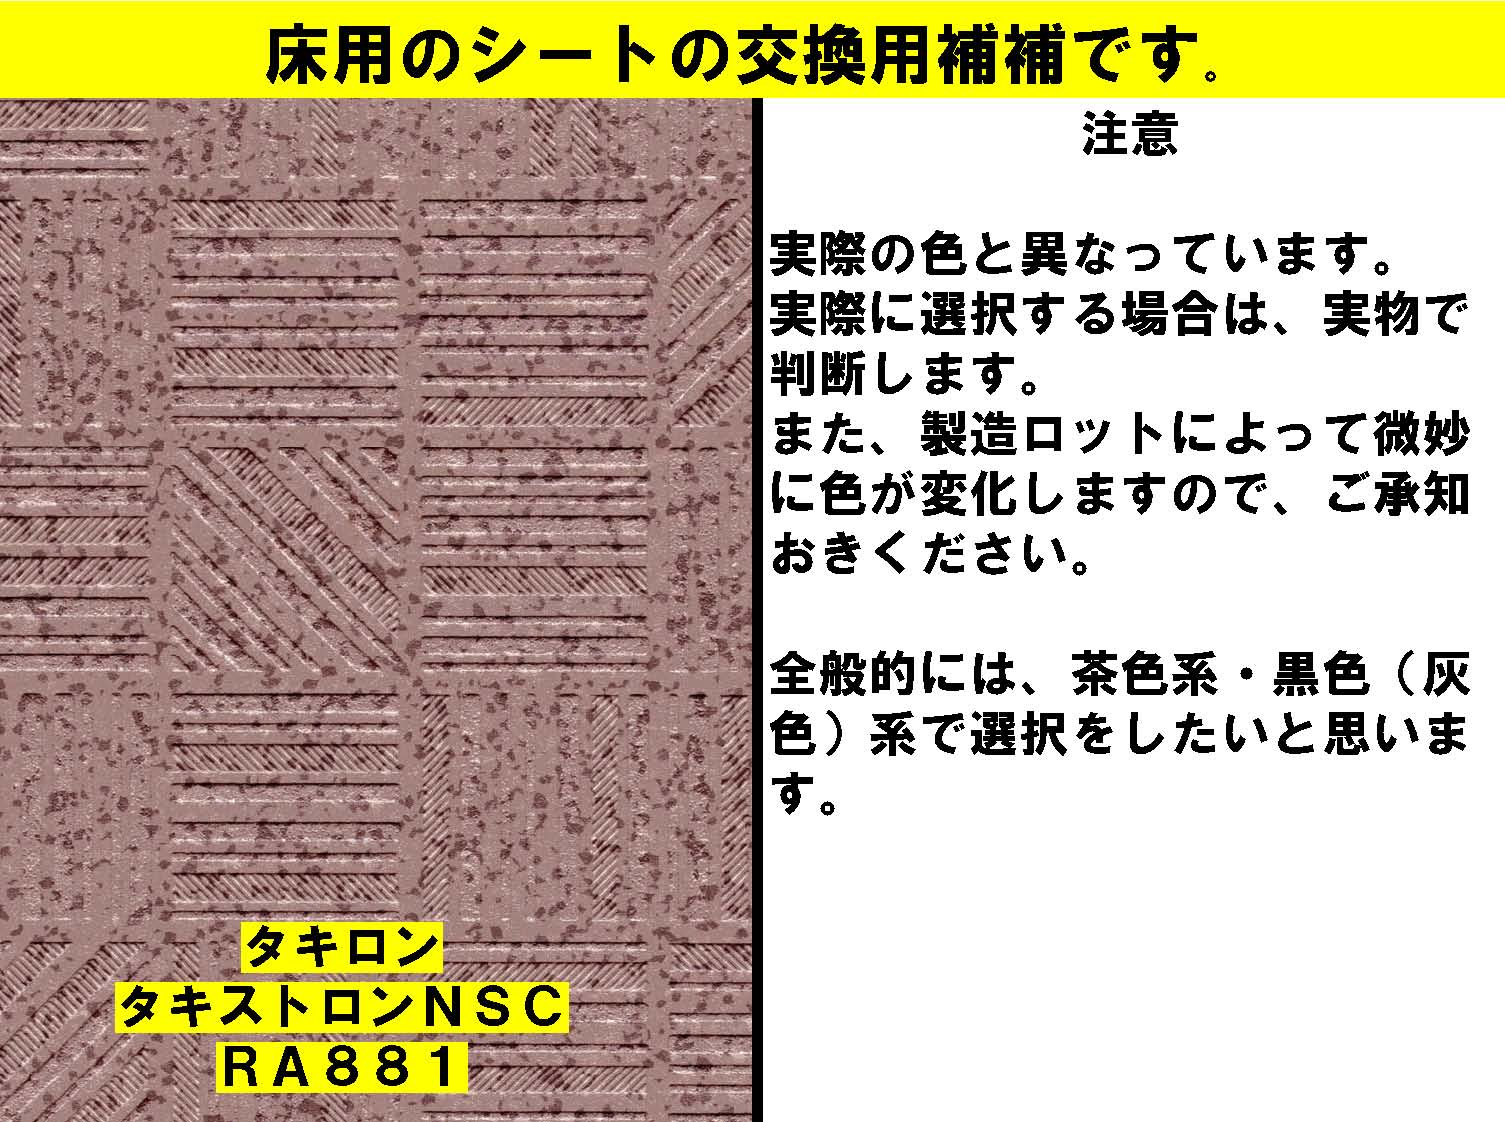 床用のシートの交換用補補です。
注意
実際の色と異なっています。
実際に選択する場合は、実物で
判断します。
また、製造ロットによって微妙
に色が変化しますので、ご承知
おきください。
全般的には、茶色系・黒色（灰
色）系で選択をしたいと思いま
す。
タキロン
タキストロンＮＳＣ
ＲＡ８８１